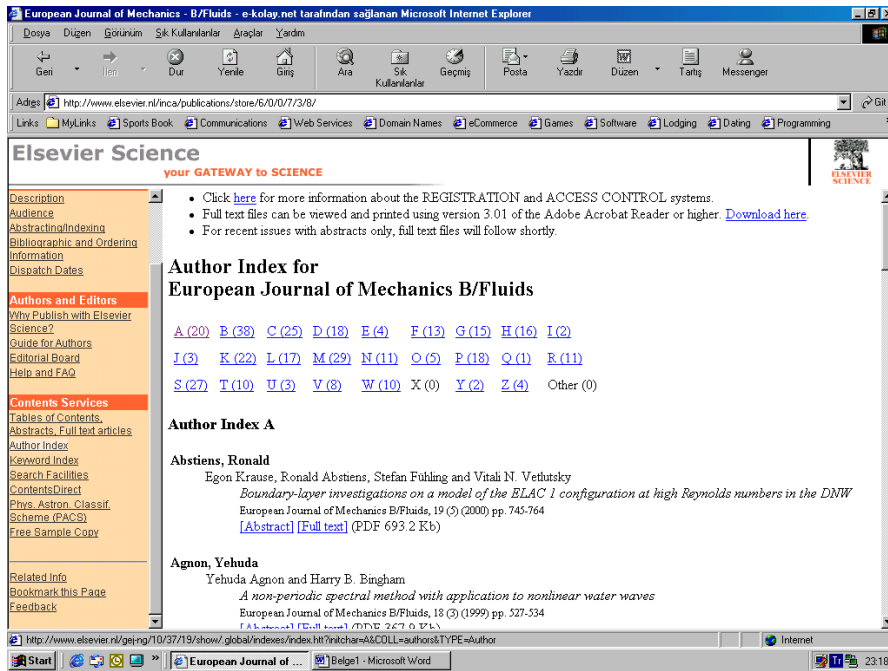 European Journal of Mechanics - B/Fluids - e-kolay.net tarafından sağlanan Microsoft Internet Explorer
Dosya Düzen Görünüm Sık Kullanılanlar Araçlar Yardım
Geri İleri Dur Yenile Giriş Ara Sık Kullanılanlar Geçmiş Posta Yazdır Düzen Tartış Messenger
Adres http://www.elsevier.nl/inca/publications/store/6/0/0/7/3/8/ Git
Links MyLinks Sports Book Communications Web Services Domain Names eCommerce Games Software Lodging Dating Programming
Elsevier Science
your GATEWAY to SCIENCE
ELSEVIER
SCIENCE
Description
Audience
Abstracting/Indexing
Bibliographic and Ordering
Information
Dispatch Dates
Authors and Editors
Why Publish with Elsevier
Science?
Guide for Authors
Editorial Board
Help and FAQ
Contents Services
Tables of Contents,
Abstracts, Full text articles
Author Index
Keyword Index
Search Facilities
ContentsDirect
Phys. Astron. Classif.
Scheme (PACS)
Free Sample Copy
Related Info
Bookmark this Page
Feedback
• Click here for more information about the REGISTRATION and ACCESS CONTROL systems.
• Full text files can be viewed and printed using version 3.01 of the Adobe Acrobat Reader or higher. Download here.
• For recent issues with abstracts only, full text files will follow shortly.
Author Index for
European Journal of Mechanics B/Fluids
A (20) B (38) C (25) D (18) E (4) F (13) G (15) H (16) I (2)
J (3) K (22) L (17) M (29) N (11) O (5) P (18) Q (1) R (11)
S (27) T (10) U (3) V (8) W (10) X (0) Y (2) Z (4) Other (0)
Author Index A
Abstiens, Ronald
Egon Krause, Ronald Abstiens, Stefan Fühling and Vitali N. Vetlutsky
Boundary-layer investigations on a model of the ELAC 1 configuration at high Reynolds numbers in the DNW
European Journal of Mechanics B/Fluids, 19 (5) (2000) pp. 745-764
[Abstract] [Full text] (PDF 693.2 Kb)
Agnon, Yehuda
Yehuda Agnon and Harry B. Bingham
A non-periodic spectral method with application to nonlinear water waves
European Journal of Mechanics B/Fluids, 18 (3) (1999) pp. 527-534
[Abstract] [Full text] (PDF 367.9 Kb)
http://www.elsevier.nl/gej-ng/10/37/19/show/.global/indexes/index.htt?initchar=A&COLL=authors&TYPE=Author Internet
Start » European Journal of ... Belge1 - Microsoft Word Tr